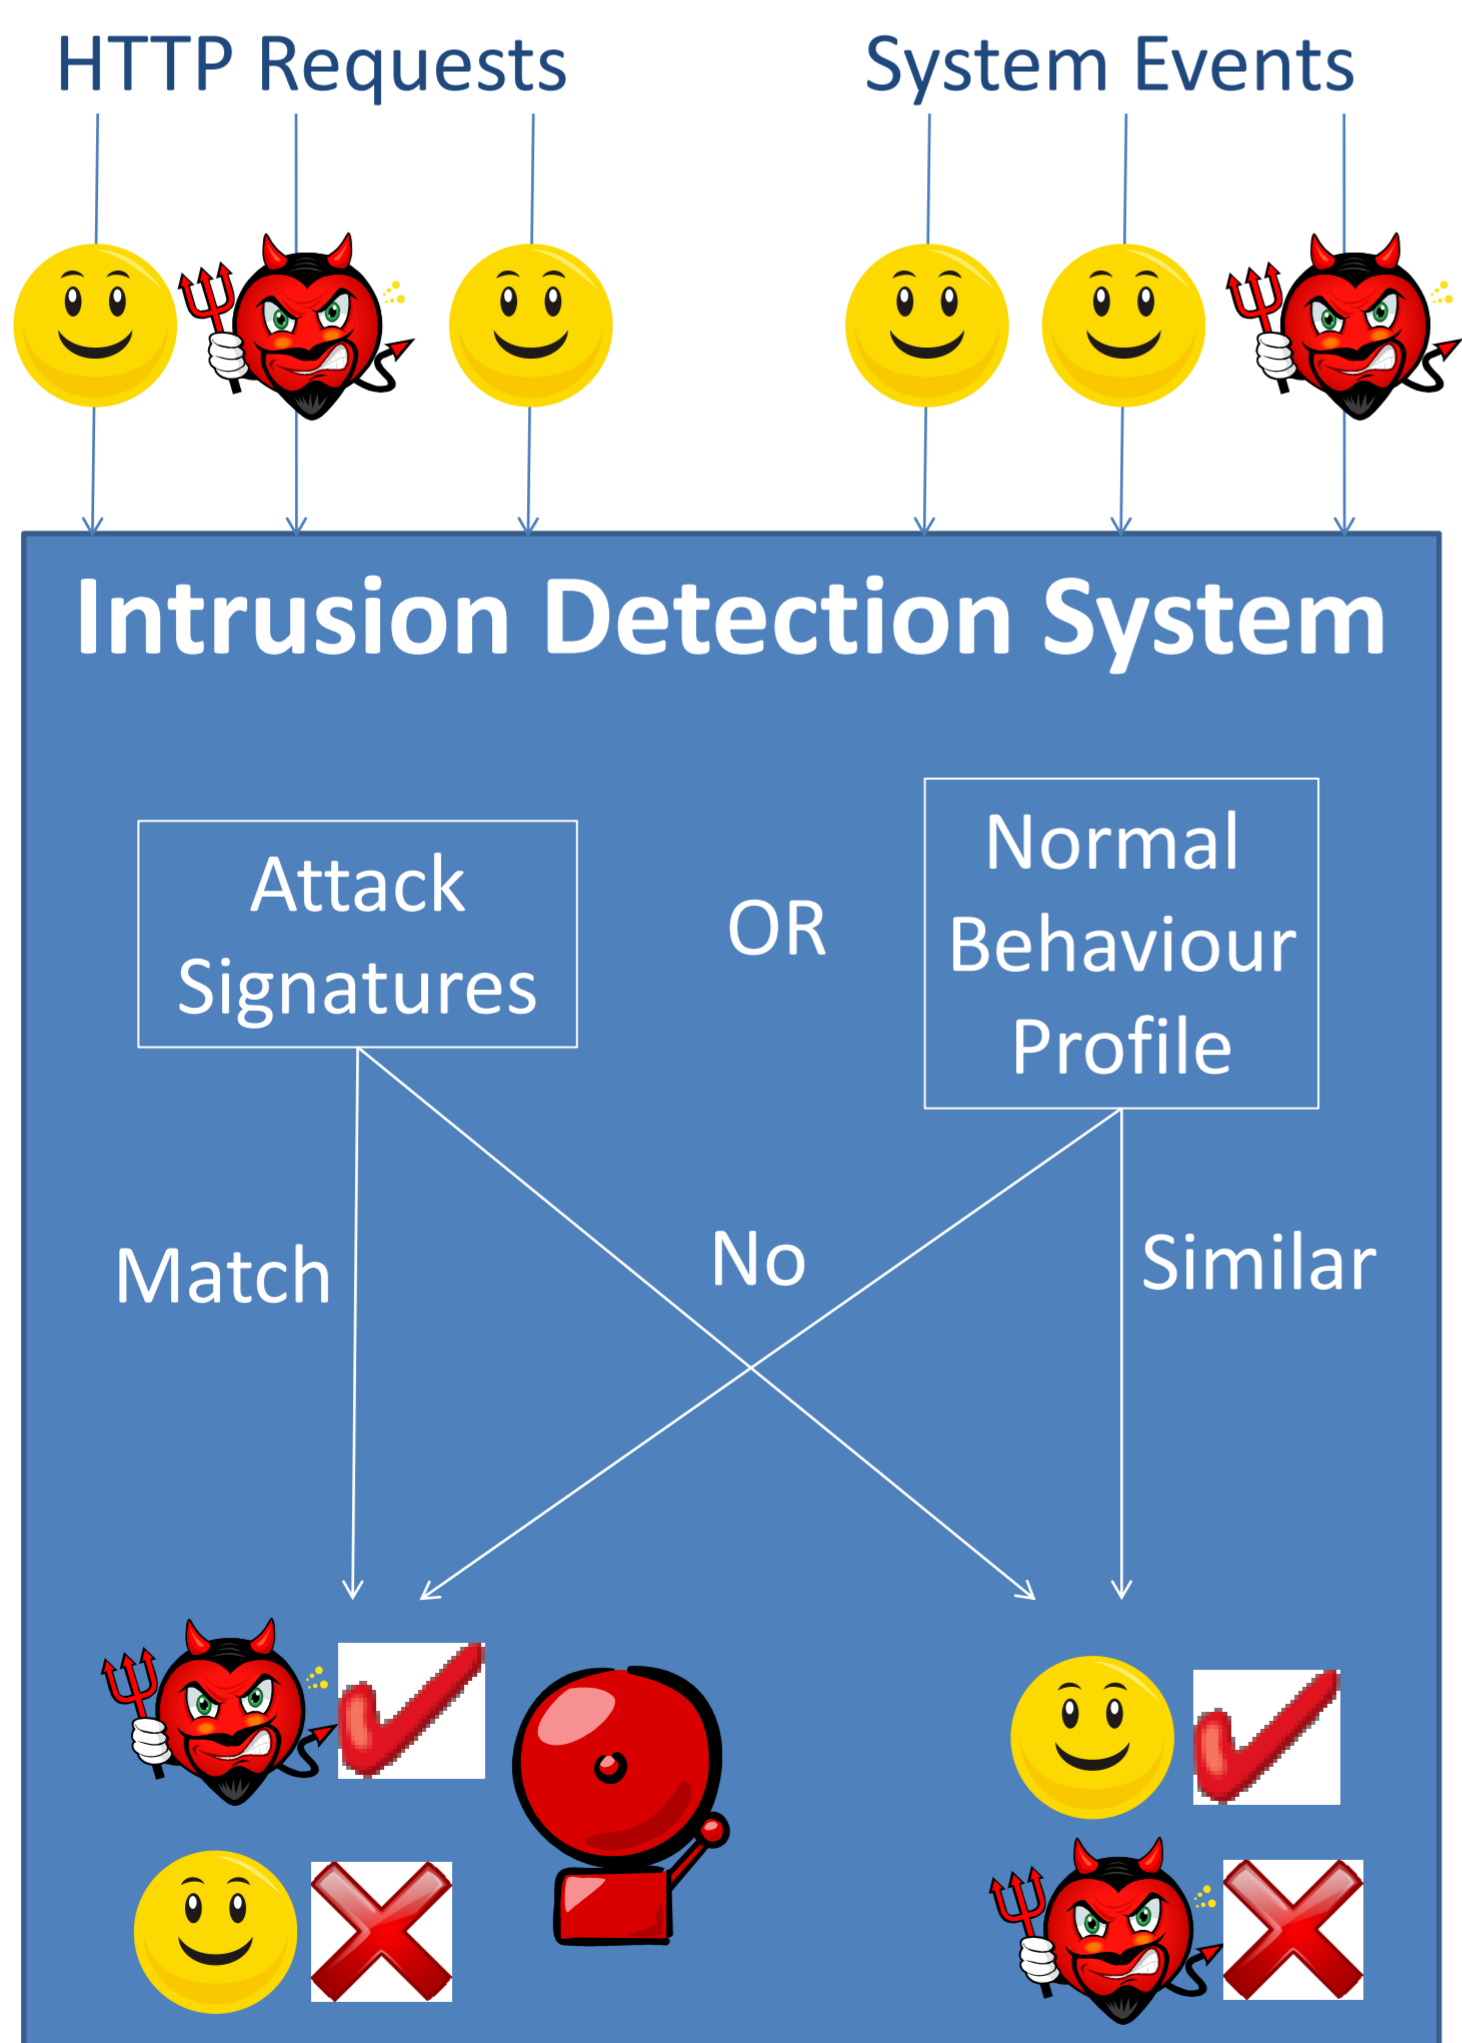 HTTP Requests
System Events
Intrusion Detection System
Attack
Signatures
OR
Normal
Behaviour
Profile
Match
No
Similar